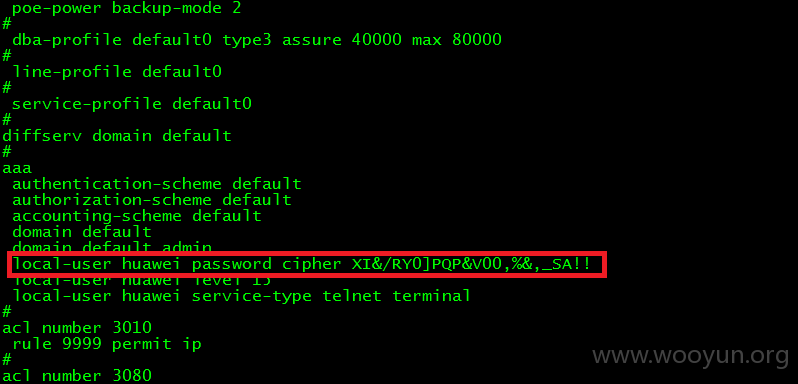 poe-power backup-mode 2
#
dba-profile default0 type3 assure 40000 max 80000
#
line-profile default0
#
service-profile default0
#
diffserv domain default
#
aaa
authentication-scheme default
authorization-scheme default
accounting-scheme default
domain default
domain default_admin
local-user huawei password cipher XI&/RY0]PQP&V00,%&,_SA!!
local-user huawei level 15
local-user huawei service-type telnet terminal
#
acl number 3010
rule 9999 permit ip
#
acl number 3080
www.wooyun.org